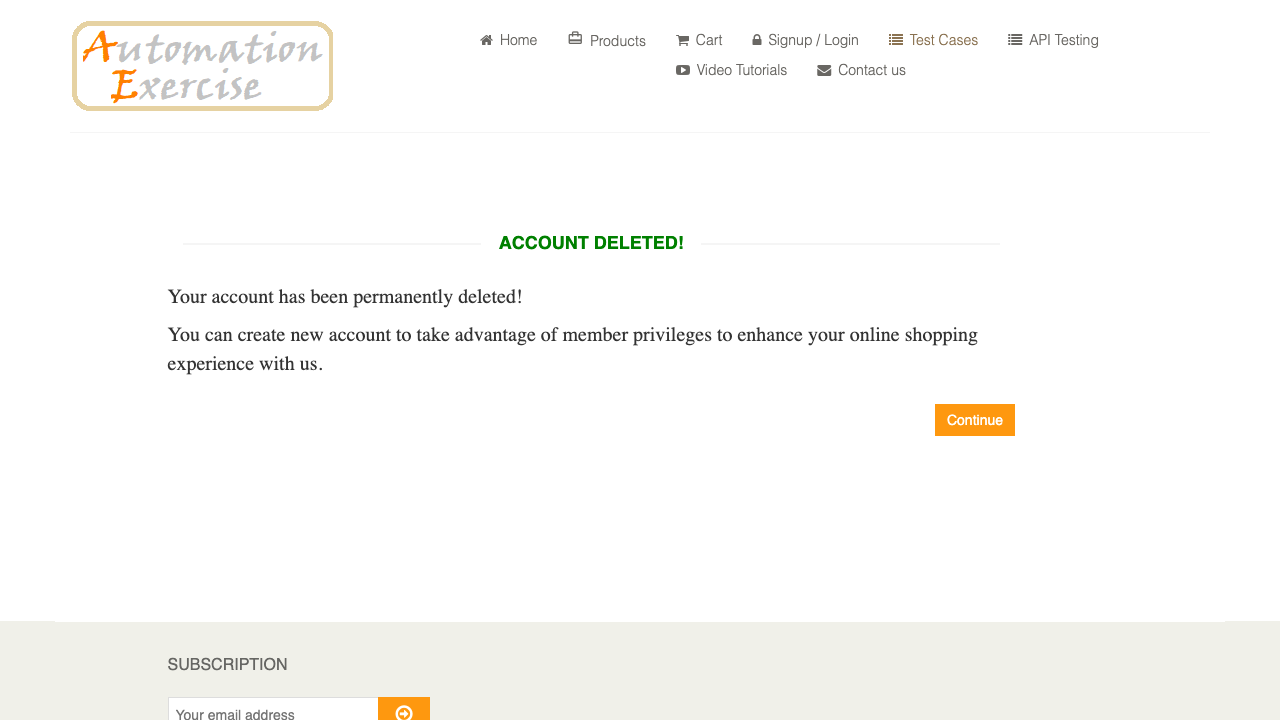 Automation
Exercise
Home
Products
Cart
Signup / Login
Test Cases
API Testing
Video Tutorials
Contact us
ACCOUNT DELETED!
Your account has been permanently deleted!
You can create new account to take advantage of member privileges to enhance your online shopping
experience with us.
Continue
SUBSCRIPTION
Your email address